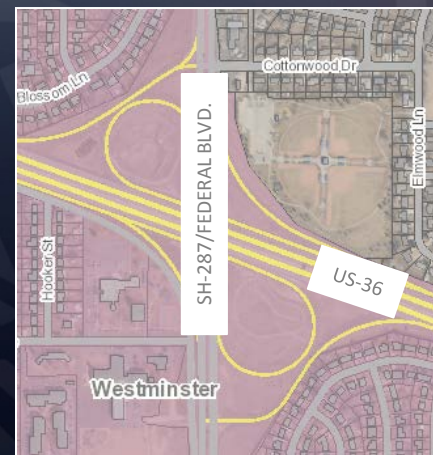 Cottonwood Dr
Blossom Ln
SH-287/FEDERAL BLVD.
Elmwood Ln
Hooker St
US-36
Westminster